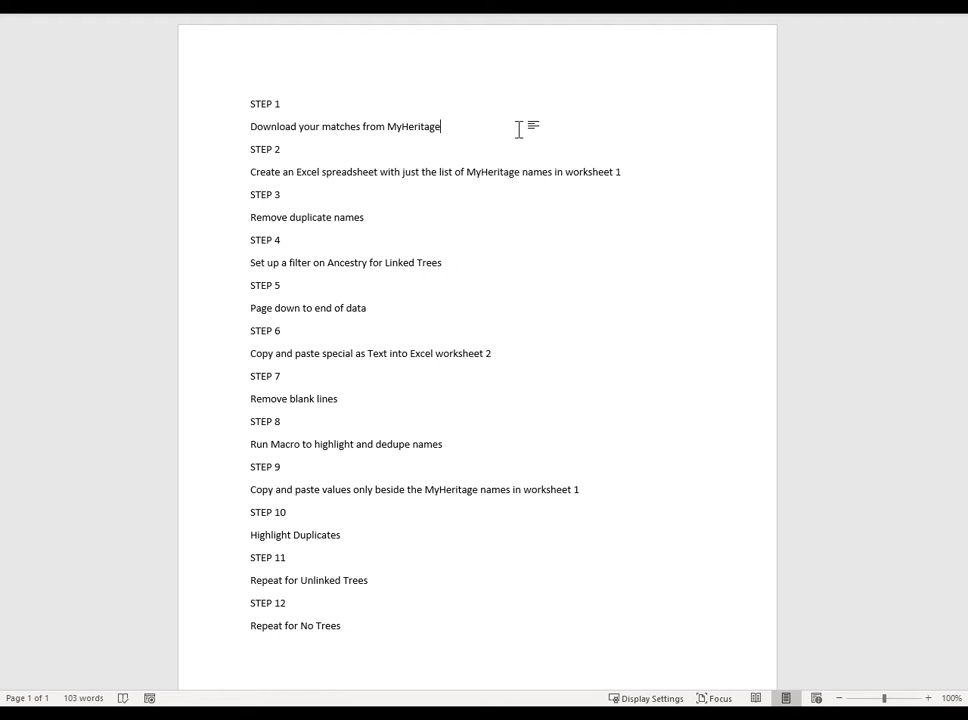 STEP 1
Download your matches from MyHeritage
STEP 2
Create an Excel spreadsheet with just the list of MyHeritage names in worksheet 1
STEP 3
Remove duplicate names
STEP 4
Set up a filter on Ancestry for Linked Trees
STEP 5
Page down to end of data
STEP 6
Copy and paste special as Text into Excel worksheet 2
STEP 7
Remove blank lines
STEP 8
Run Macro to highlight and dedupe names
STEP 9
Copy and paste values only beside the MyHeritage names in worksheet 1
STEP 10
Highlight Duplicates
STEP 11
Repeat for Unlinked Trees
STEP 12
Repeat for No Trees
Page 1 of 1 103 words Display Settings Focus 100%